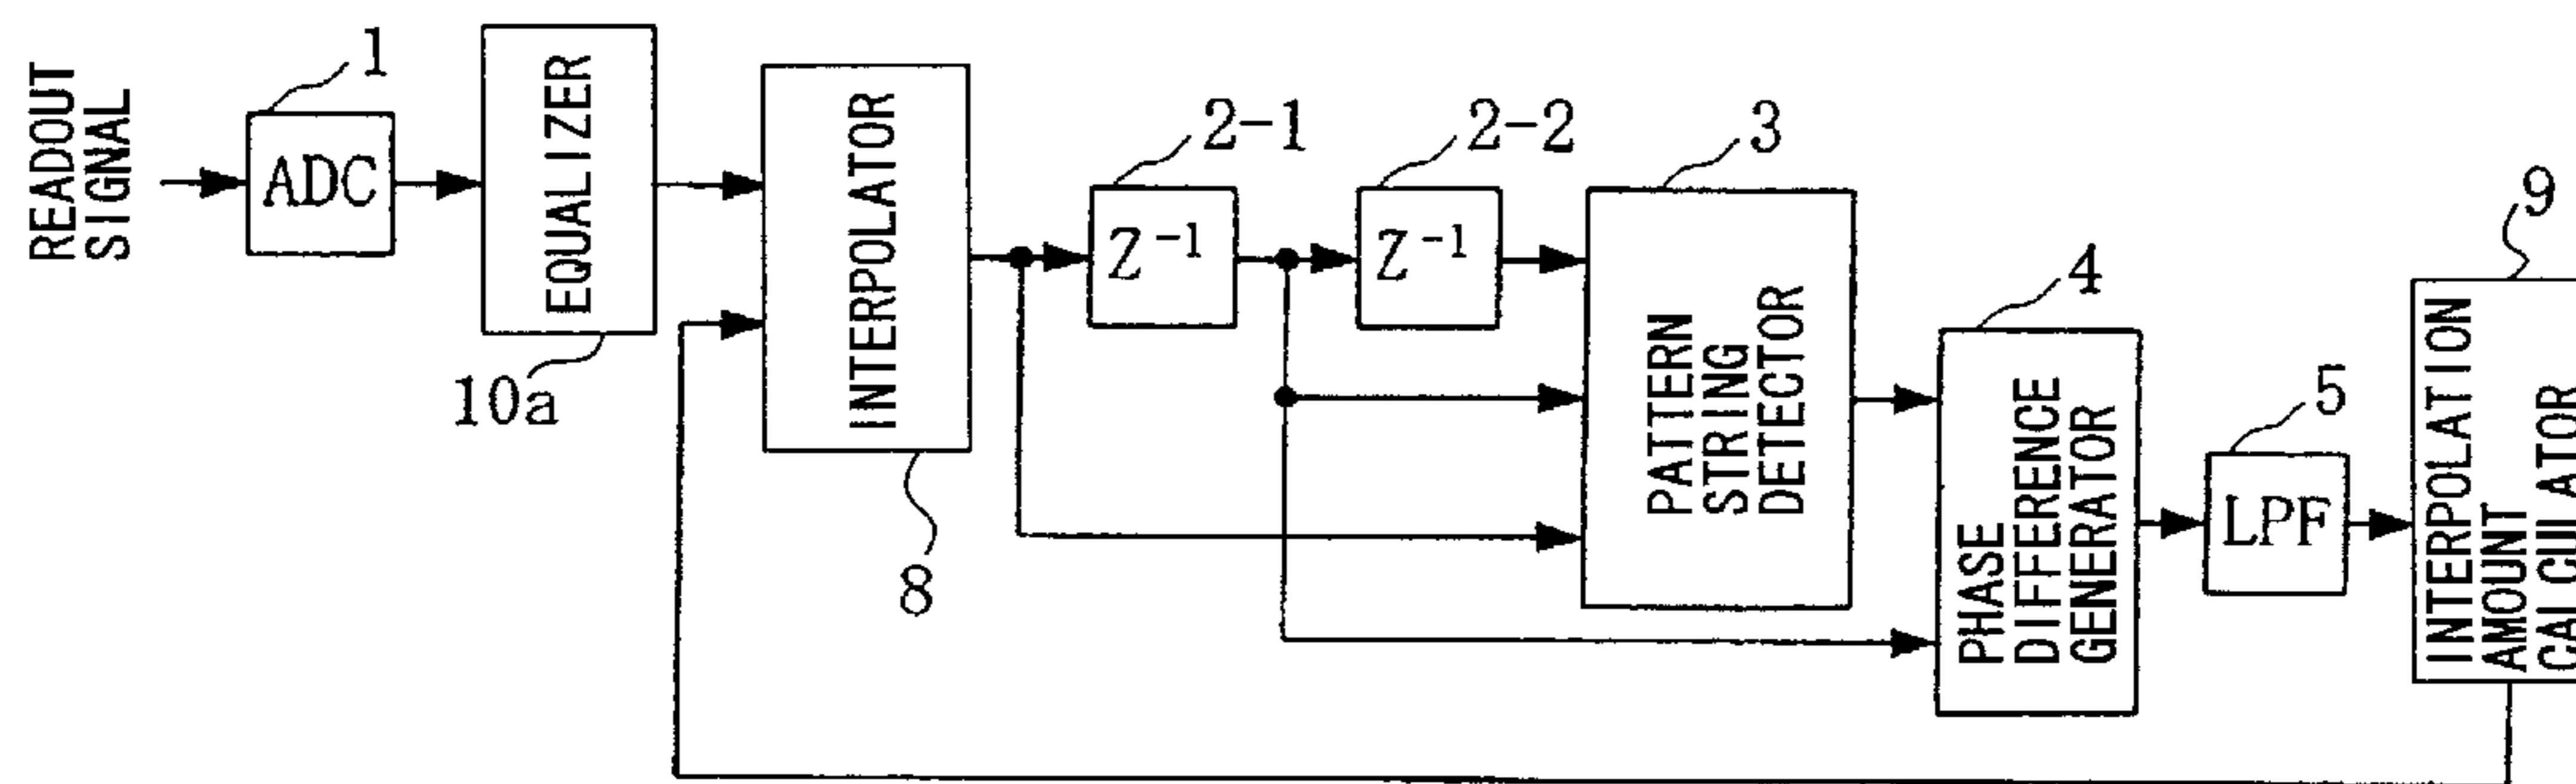 READOUT
SIGNAL
1
ADC
EQUALIZER
10a
INTERPOLATOR
8
2-1
Z⁻¹
2-2
Z⁻¹
3
PATTERN
STRING
DETECTOR
4
PHASE
DIFFERENCE
GENERATOR
5
LPF
9
INTERPOLATION
AMOUNT
CALCULATOR